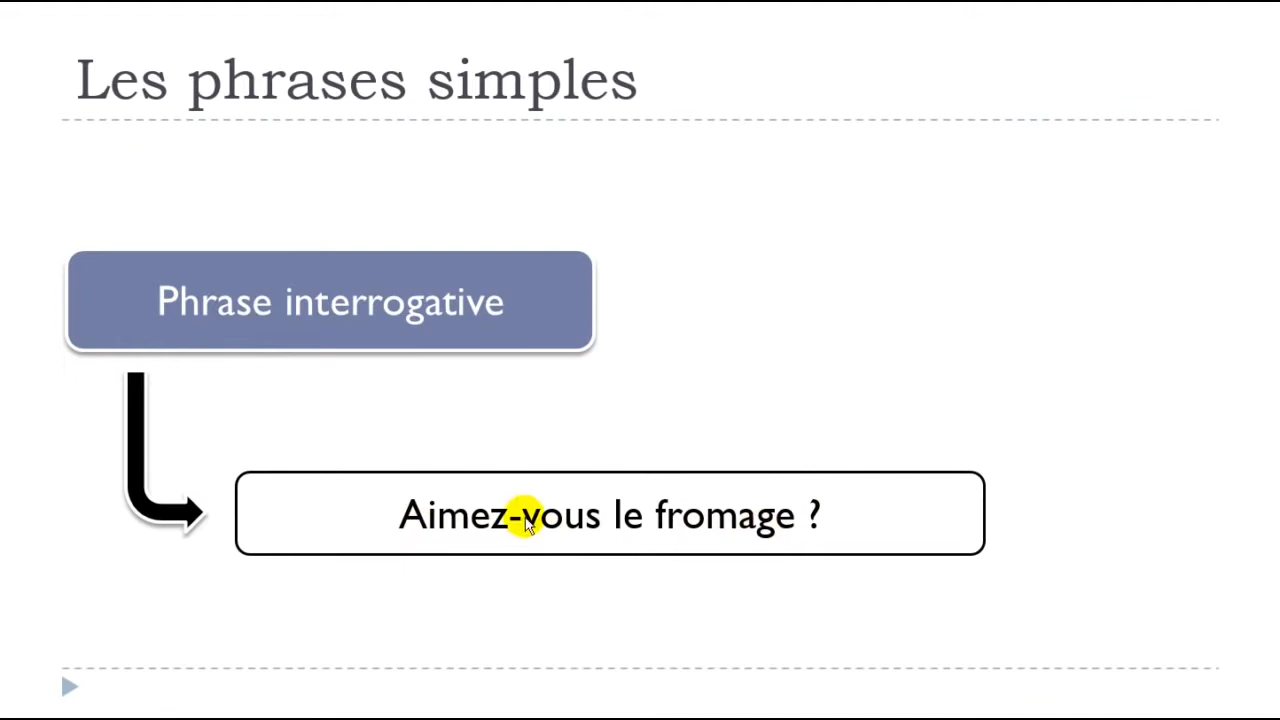 Les phrases simples
Phrase interrogative
Aimez-vous le fromage ?